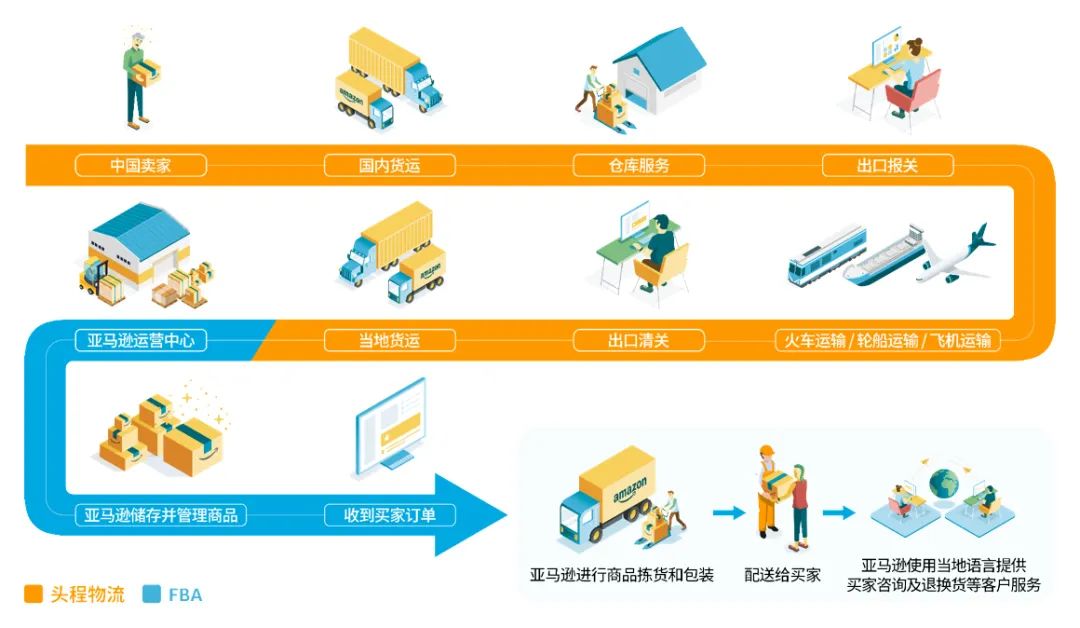 amazon
中国卖家
国内货运
仓库服务
出口报关
amazon
亚马逊运营中心
当地货运
出口清关
火车运输 / 轮船运输 / 飞机运输
亚马逊储存并管理商品
收到买家订单
amazon
亚马逊进行商品拣货和包装
配送给买家
亚马逊使用当地语言提供
买家咨询及退换货等客户服务
头程物流
FBA